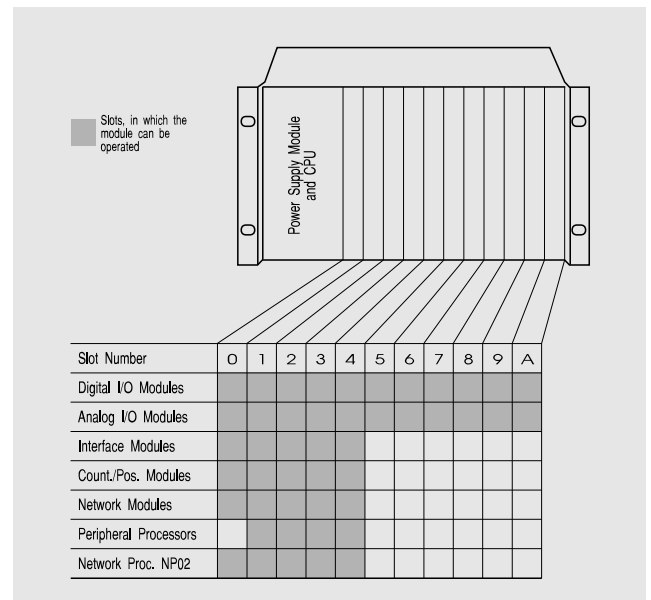 Slots, in which the
module can be
operated
Power Supply Module
and CPU
Slot Number 0 1 2 3 4 5 6 7 8 9 A
Digital I/O Modules
Analog I/O Modules
Interface Modules
Count./Pos. Modules
Network Modules
Peripheral Processors
Network Proc. NP02